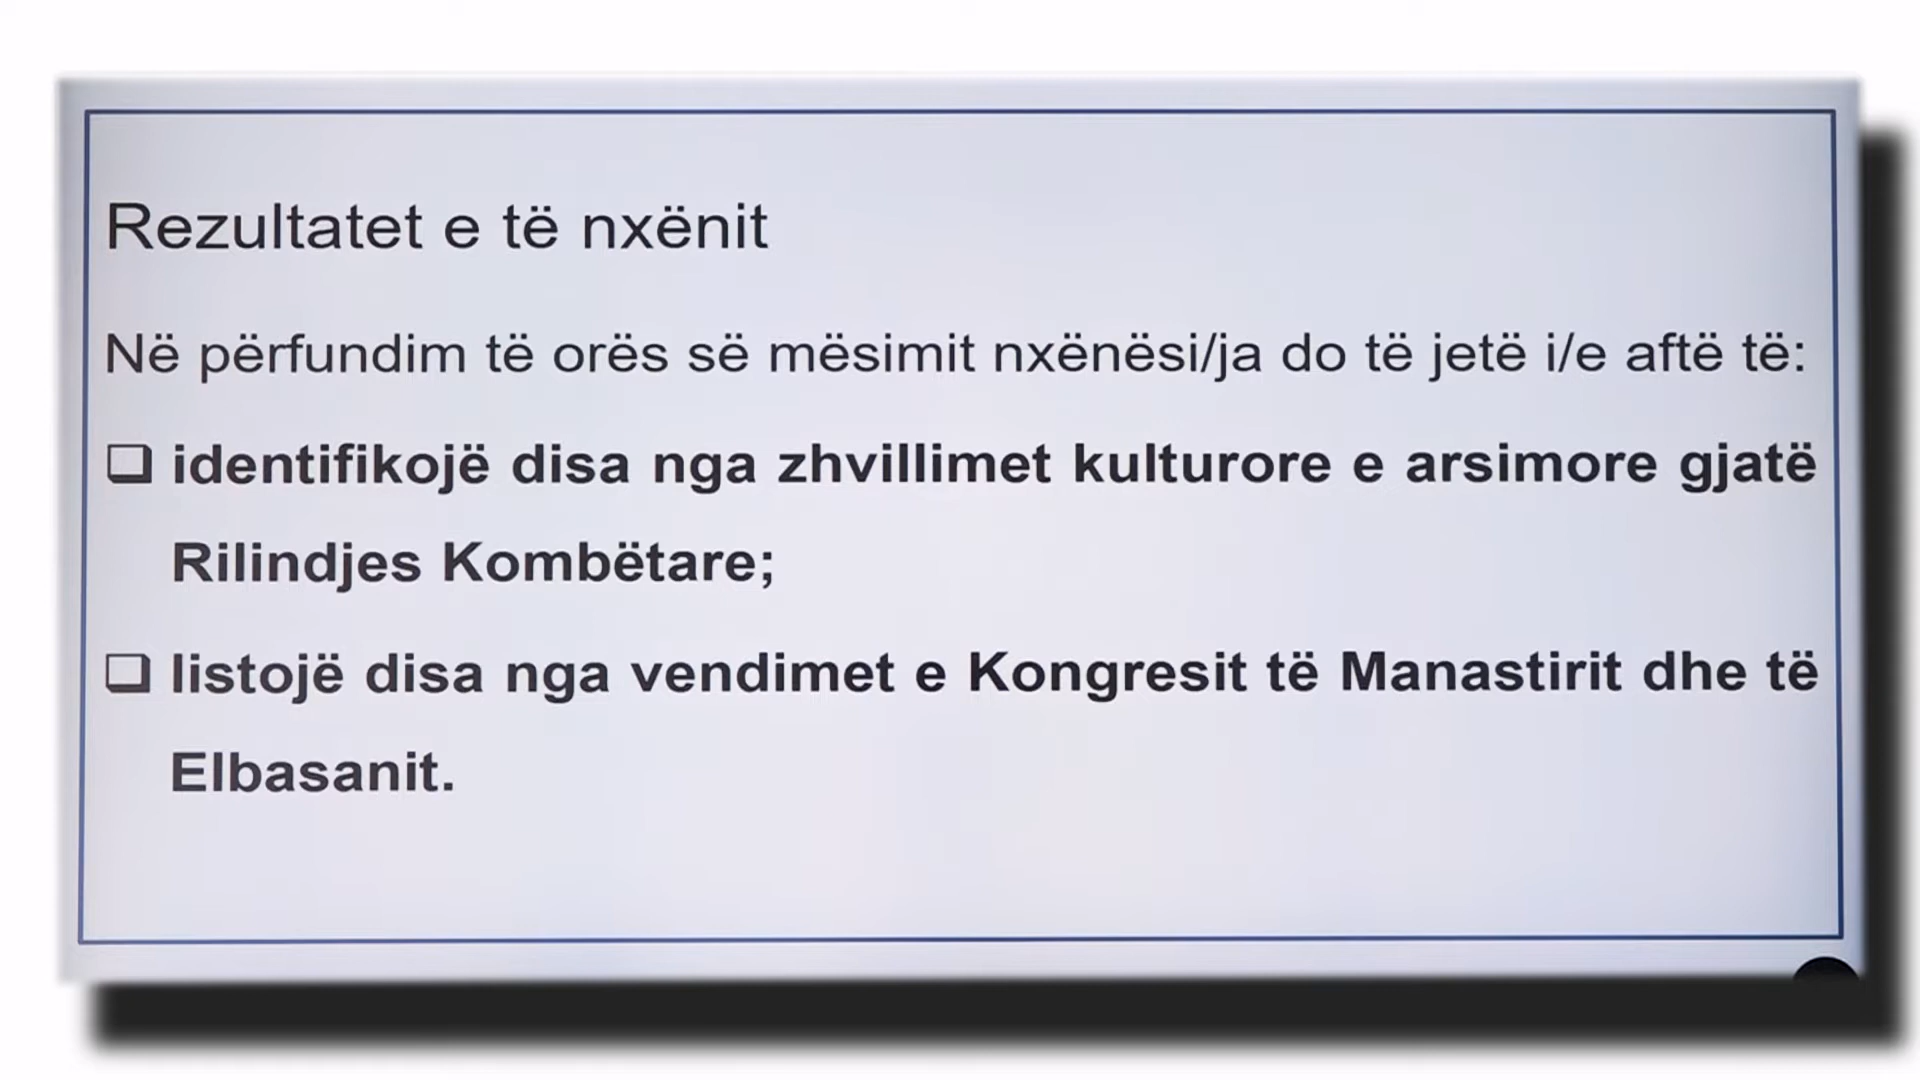 Rezultatet e të nxënit
Në përfundim të orës së mësimit nxënësi/ja do të jetë i/e aftë të:
❑ identifikojë disa nga zhvillimet kulturore e arsimore gjatë
Rilindjes Kombëtare;
❑ listojë disa nga vendimet e Kongresit të Manastirit dhe të
Elbasanit.